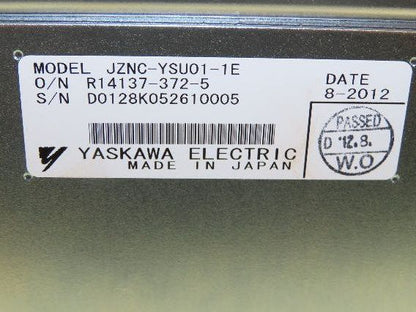 MODEL JZNC-YSU01-1E
O/N R14137-372-5
S/N D0128K052610005
DATE
8-2012
PASSED
D '12.8.
W.O
YASKAWA ELECTRIC
MADE IN JAPAN